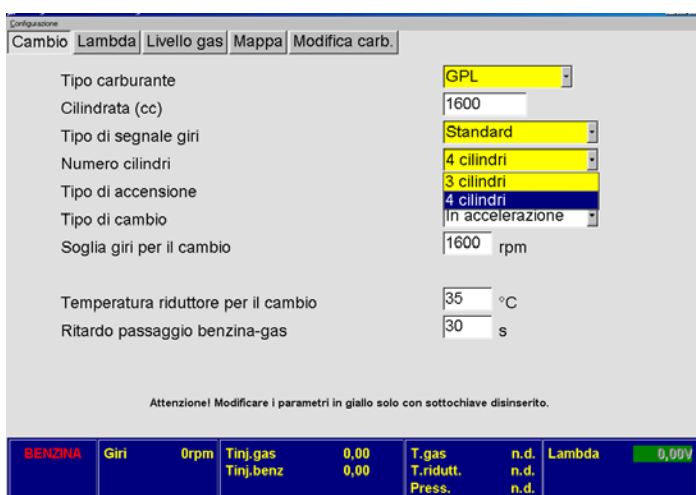 Configurazione
Cambio Lambda Livello gas Mappa Modifica carb.
Tipo carburante GPL
Cilindrata (cc) 1600
Tipo di segnale giri Standard
Numero cilindri 4 cilindri
3 cilindri
Tipo di accensione 4 cilindri
Tipo di cambio In accelerazione
Soglia giri per il cambio 1600 rpm
Temperatura riduttore per il cambio 35 °C
Ritardo passaggio benzina-gas 30 s
Attenzione! Modificare i parametri in giallo solo con sottochiave disinserito.
BENZINA Giri 0rpm Tinj.gas 0,00 T.gas n.d. Lambda 0,00V
Tinj.benz 0,00 T.ridutt. n.d.
Press. n.d.